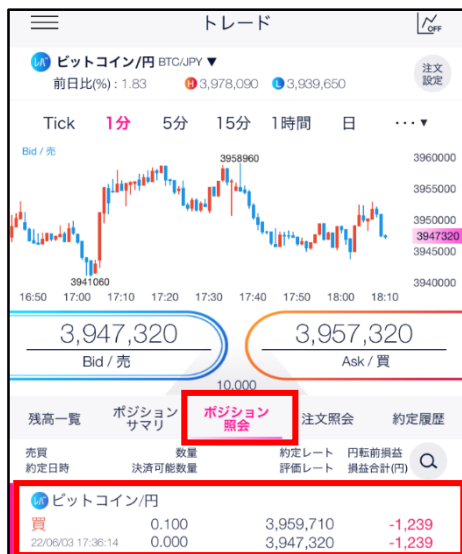 トレード
OFF
レバ ビットコイン/円 BTC/JPY ▼
前日比(%) : 1.83 H 3,978,090 L 3,939,650
注文
設定
Tick 1分 5分 15分 1時間 日 ･･･ ▼
Bid / 売
3958960
3941060
3960000
3955000
3950000
3947320
3945000
3940000
16:50 17:00 17:10 17:20 17:30 17:40 17:50 18:00 18:10
3,947,320
Bid / 売
3,957,320
Ask / 買
10,000
残高一覧 ポジション
サマリ ポジション
照会 注文照会 約定履歴
売買 数量 約定レート 円転前損益
約定日時 決済可能数量 評価レート 損益合計(円)
レバ ビットコイン/円
買 0.100 3,959,710 -1,239
22/06/03 17:36:14 0.000 3,947,320 -1,239